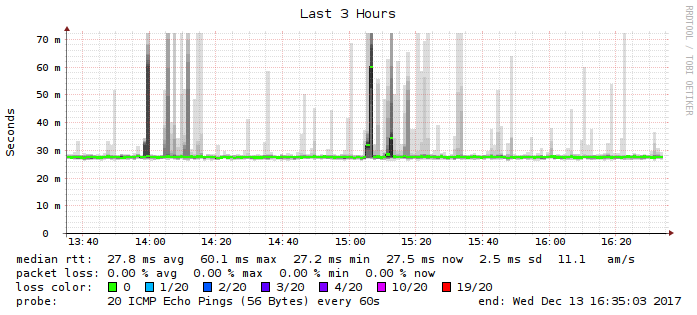 Last 3 Hours
RRDTOOL / TOBI OETIKER
Seconds
70 m
60 m
50 m
40 m
30 m
20 m
10 m
0
13:40 14:00 14:20 14:40 15:00 15:20 15:40 16:00 16:20
median rtt: 27.8 ms avg 60.1 ms max 27.2 ms min 27.5 ms now 2.5 ms sd 11.1 am/s
packet loss: 0.00 % avg 0.00 % max 0.00 % min 0.00 % now
loss color: 0 1/20 2/20 3/20 4/20 10/20 19/20
probe: 20 ICMP Echo Pings (56 Bytes) every 60s end: Wed Dec 13 16:35:03 2017